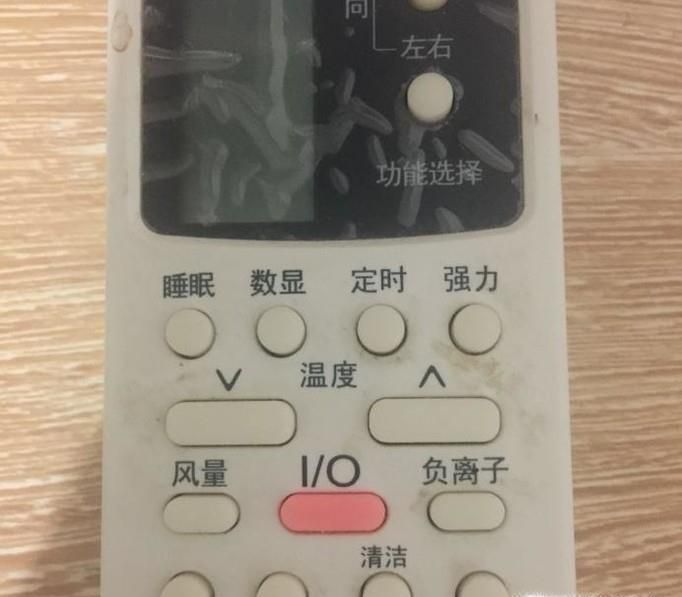 向
左右
功能选择
睡眠 数显 定时 强力
∨ 温度 ∧
风量 I/O 负离子
清洁